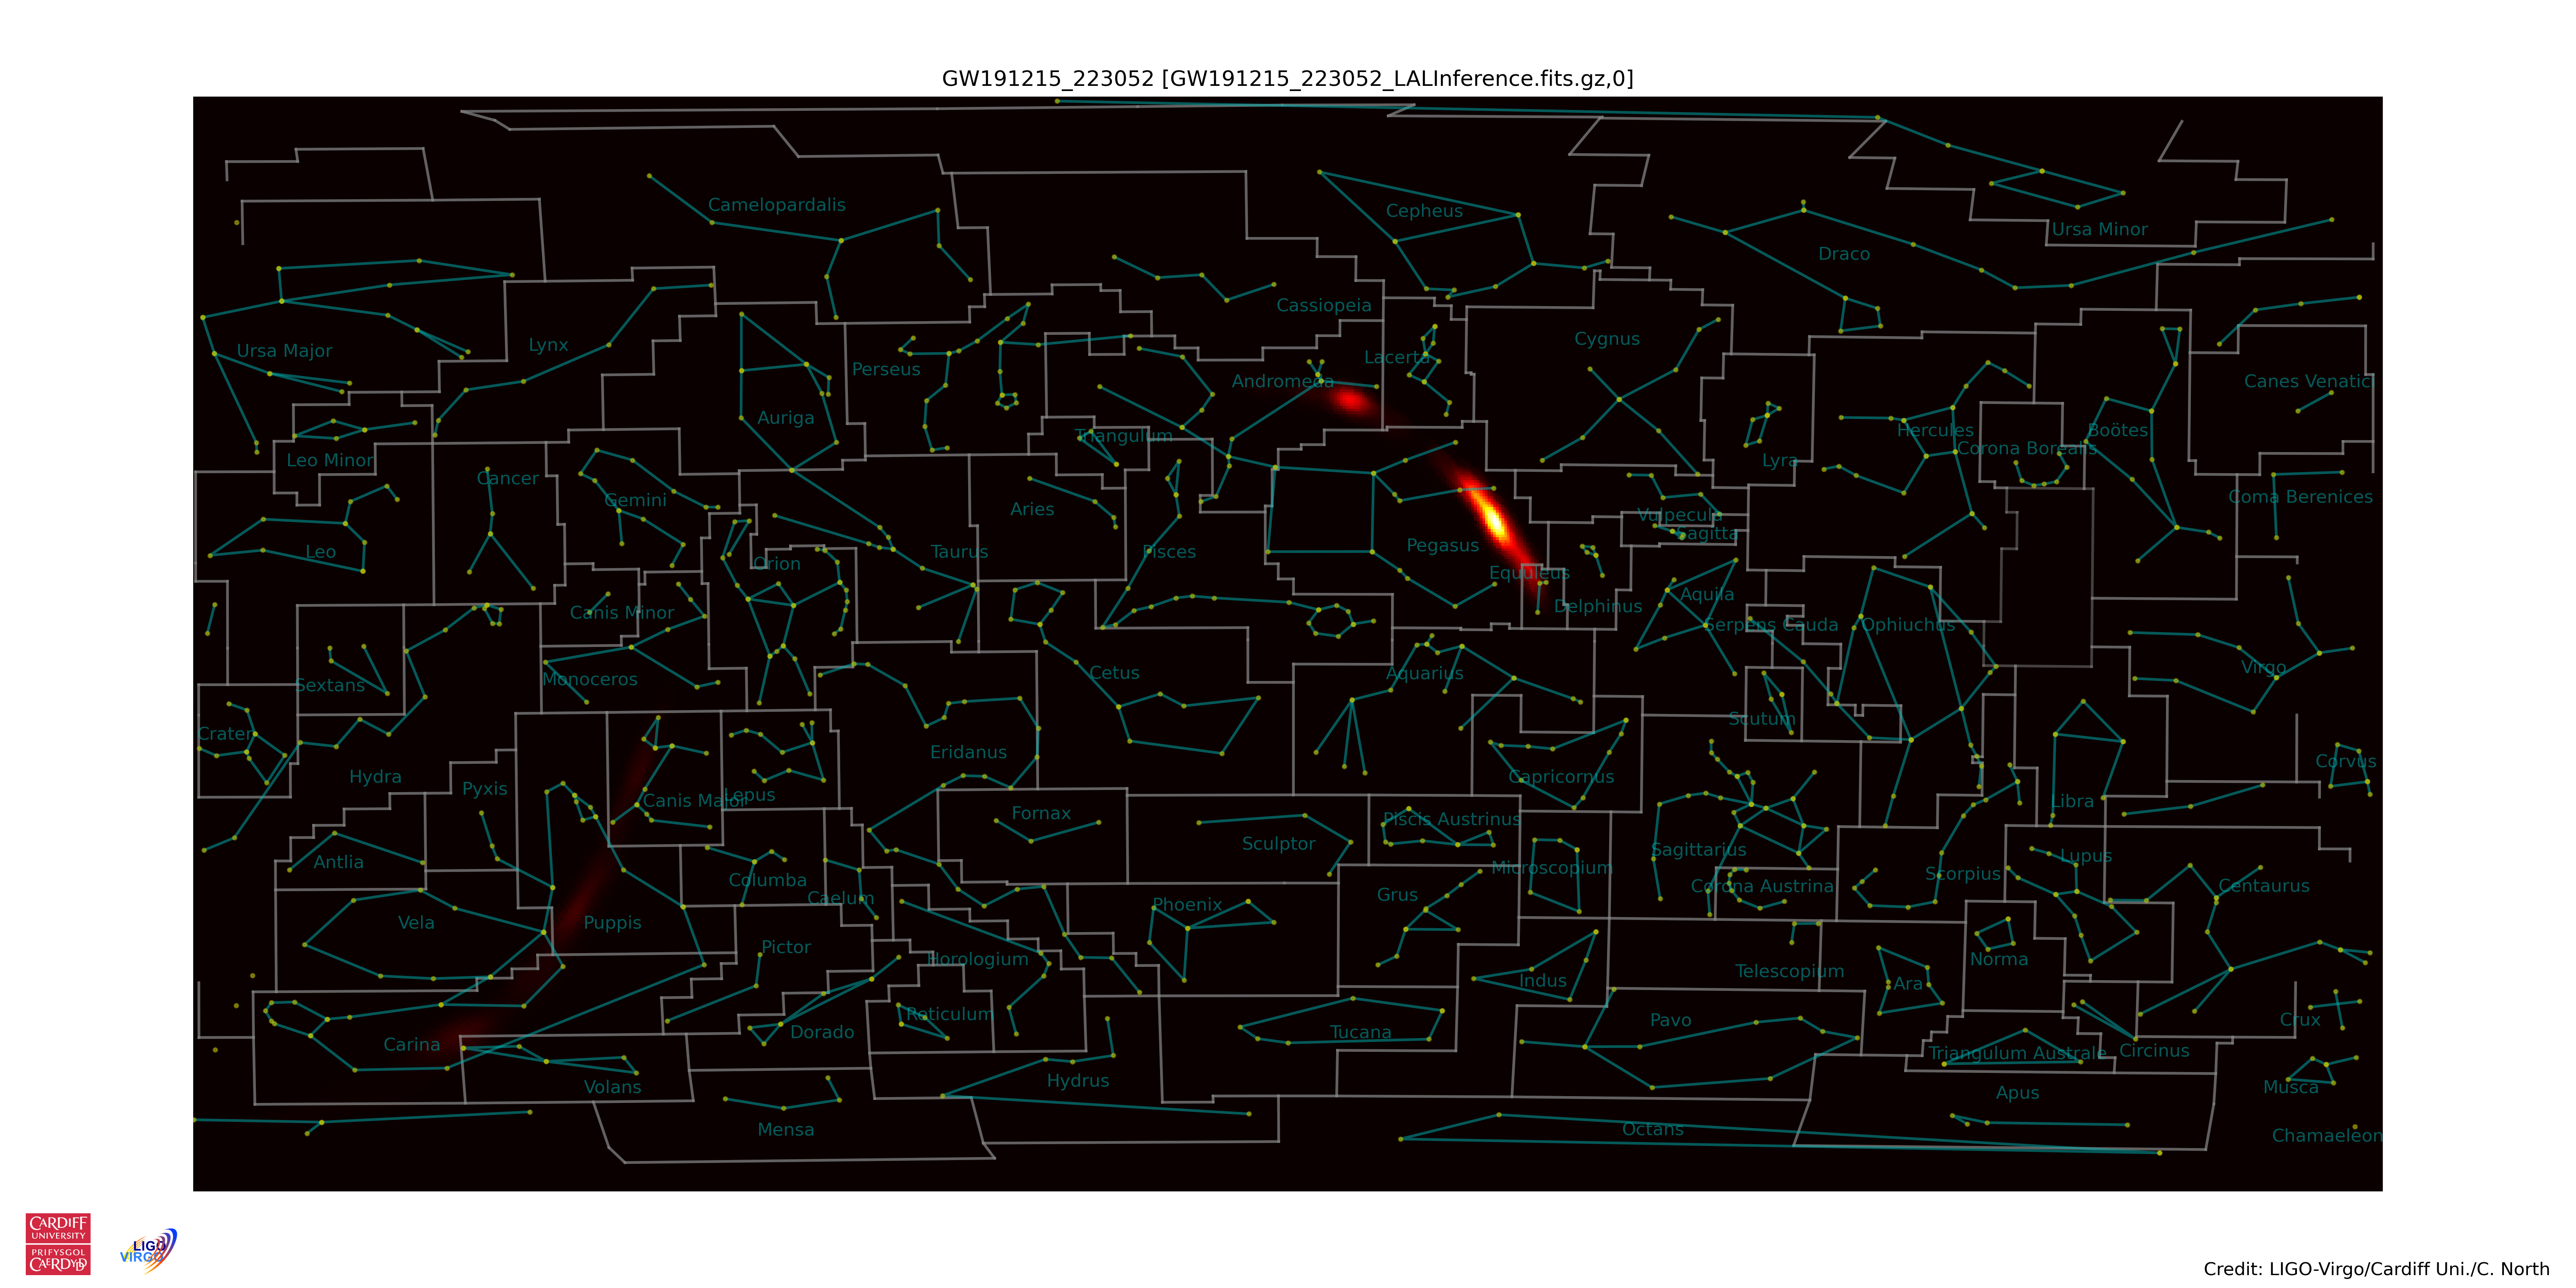 GW191215_223052 [GW191215_223052_LALInference.fits.gz,0]
Camelopardalis
Cepheus
Ursa Minor
Draco
Cassiopeia
Ursa Major
Lynx
Perseus
Lacerta
Cygnus
Andromeda
Canes Venatici
Auriga
Triangulum
Hercules
Boötes
Corona Borealis
Leo Minor
Lyra
Cancer
Gemini
Aries
Coma Berenices
Vulpecula
Sagitta
Leo
Orion
Taurus
Pisces
Pegasus
Equuleus
Canis Minor
Delphinus
Aquila
Serpens Cauda
Ophiuchus
Sextans
Monoceros
Cetus
Aquarius
Virgo
Crater
Scutum
Eridanus
Hydra
Pyxis
Canis Major
Lepus
Capricornus
Corvus
Libra
Fornax
Piscis Austrinus
Sculptor
Antlia
Microscopium
Sagittarius
Lupus
Columba
Caelum
Grus
Corona Austrina
Scorpius
Centaurus
Phoenix
Vela
Puppis
Pictor
Horologium
Indus
Telescopium
Ara
Norma
Reticulum
Carina
Dorado
Tucana
Pavo
Crux
Triangulum Australe
Circinus
Volans
Hydrus
Apus
Musca
Mensa
Octans
Chamaeleon
CARDIFF
UNIVERSITY
PRIFYSGOL
CAERDYDD
LIGO
VIRGO
Credit: LIGO-Virgo/Cardiff Uni./C. North